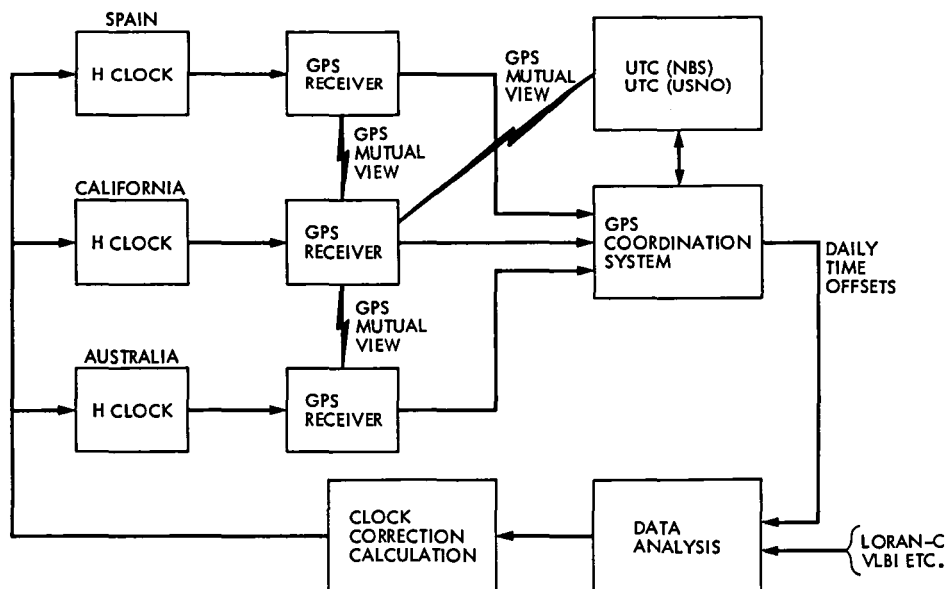 SPAIN
H CLOCK
GPS
RECEIVER
GPS
MUTUAL
VIEW
UTC (NBS)
UTC (USNO)
GPS
MUTUAL
VIEW
CALIFORNIA
H CLOCK
GPS
RECEIVER
GPS
COORDINATION
SYSTEM
DAILY
TIME
OFFSETS
GPS
MUTUAL
VIEW
AUSTRALIA
H CLOCK
GPS
RECEIVER
CLOCK
CORRECTION
CALCULATION
DATA
ANALYSIS
LORAN-C
VLBI ETC.